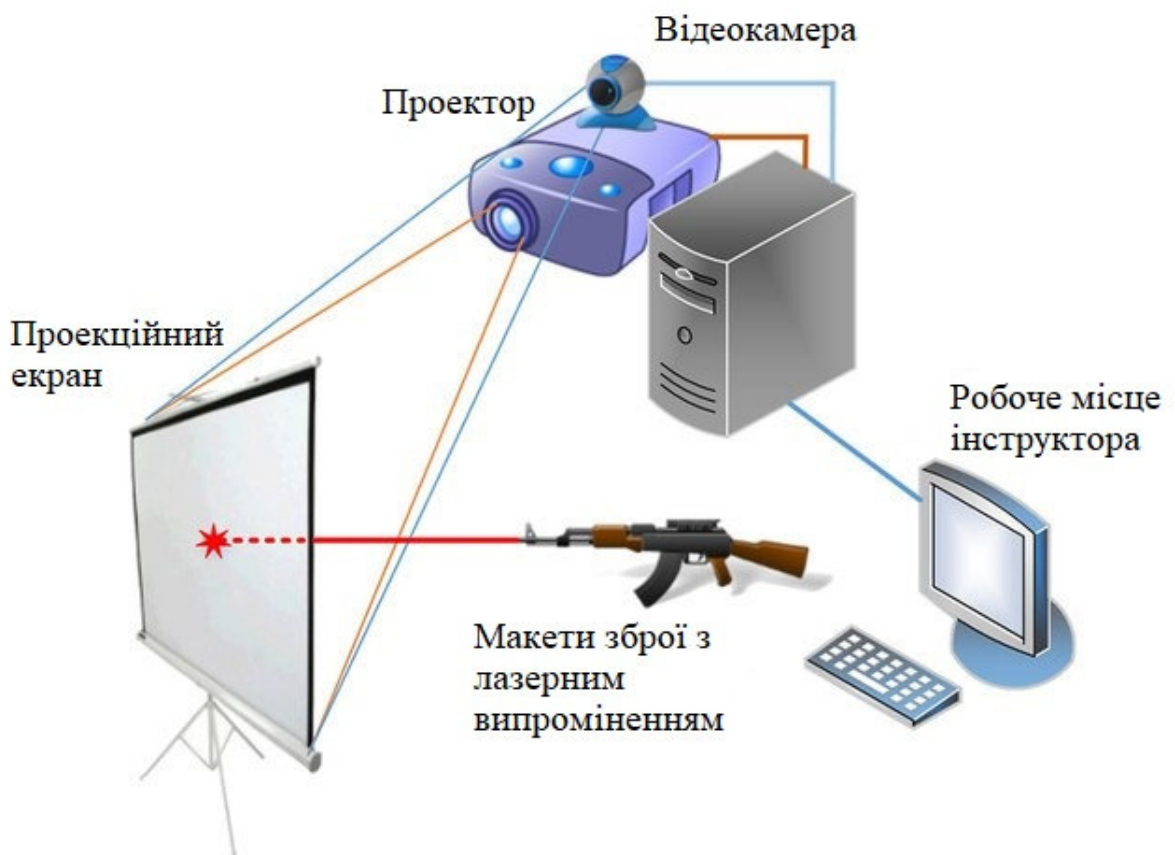 Відеокамера
Проектор
Проекційний
екран
Робоче місце
інструктора
Макети зброї з
лазерним
випроміненням